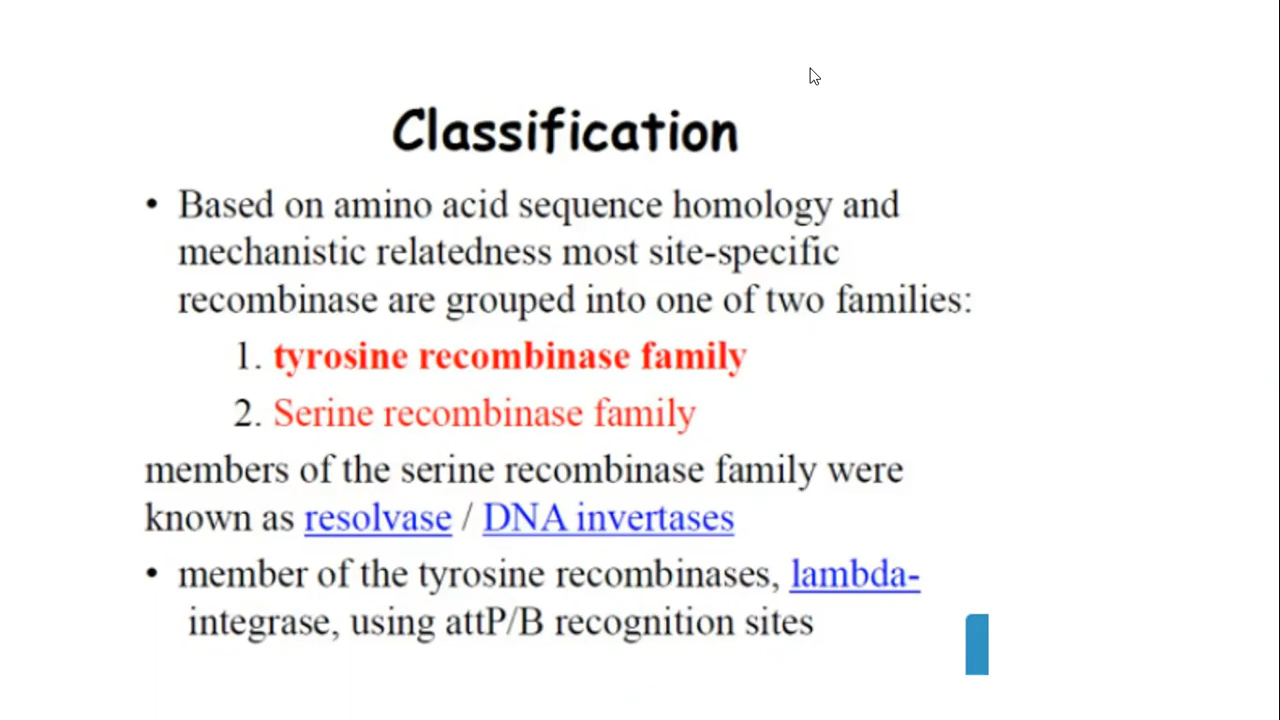 Classification
• Based on amino acid sequence homology and
mechanistic relatedness most site-specific
recombinase are grouped into one of two families:
1. tyrosine recombinase family
2. Serine recombinase family
members of the serine recombinase family were
known as resolvase / DNA invertases
• member of the tyrosine recombinases, lambda-
integrase, using attP/B recognition sites